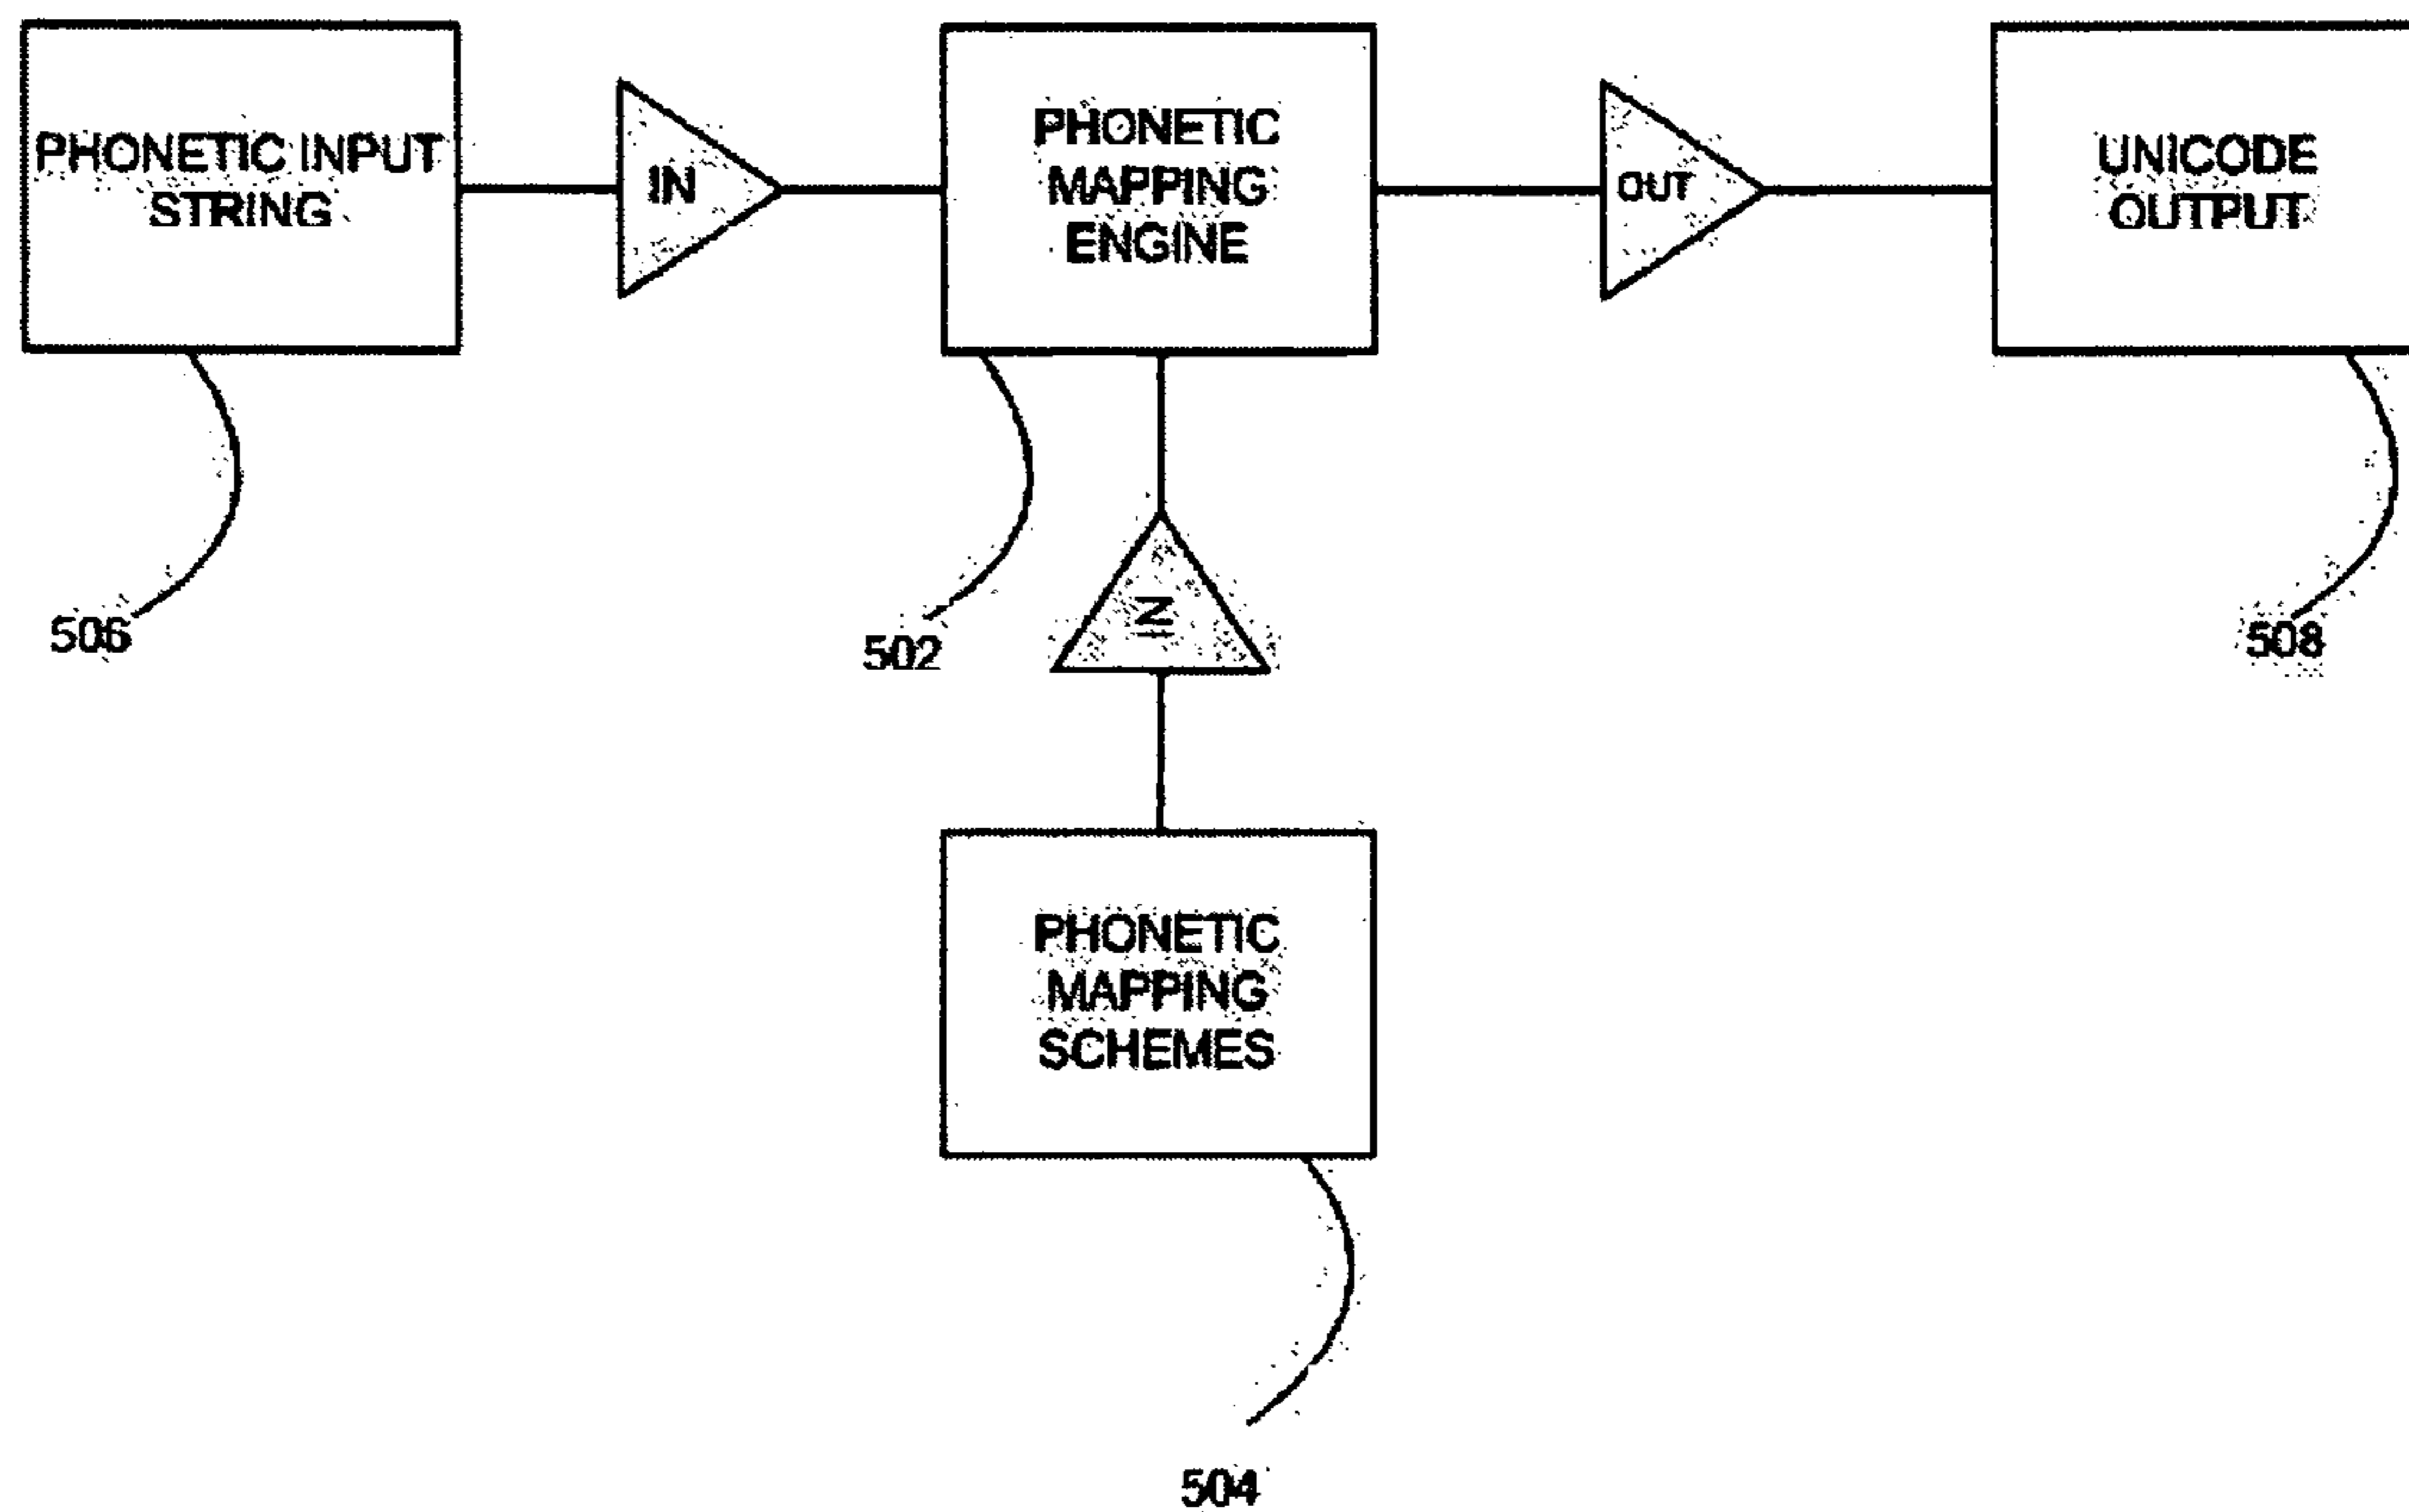 PHONETIC INPUT
STRING
IN
PHONETIC
MAPPING
ENGINE
OUT
UNICODE
OUTPUT
506
502
IN
508
PHONETIC
MAPPING
SCHEMES
504